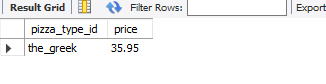 Result Grid Filter Rows: Export
pizza_type_id price
the_greek 35.95